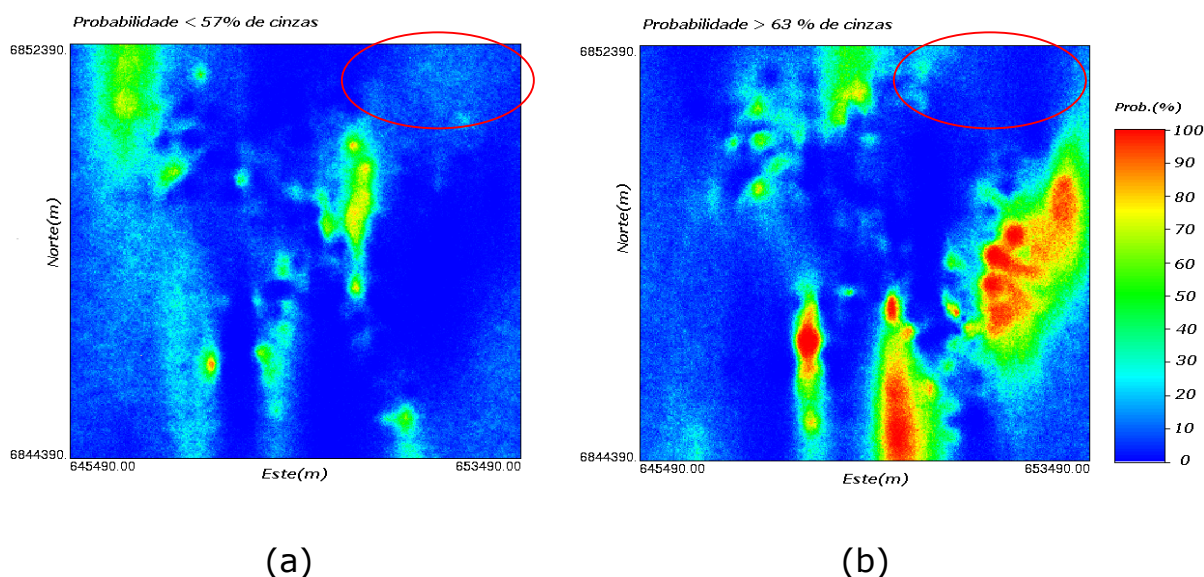 Probabilidade < 57% de cinzas
6852390.
Norte(m)
6844390.
645490.00
653490.00
Este(m)
(a)
Probabilidade > 63 % de cinzas
6852390.
Norte(m)
6844390.
645490.00
653490.00
Este(m)
(b)
Prob.(%)
100
90
80
70
60
50
40
30
20
10
0